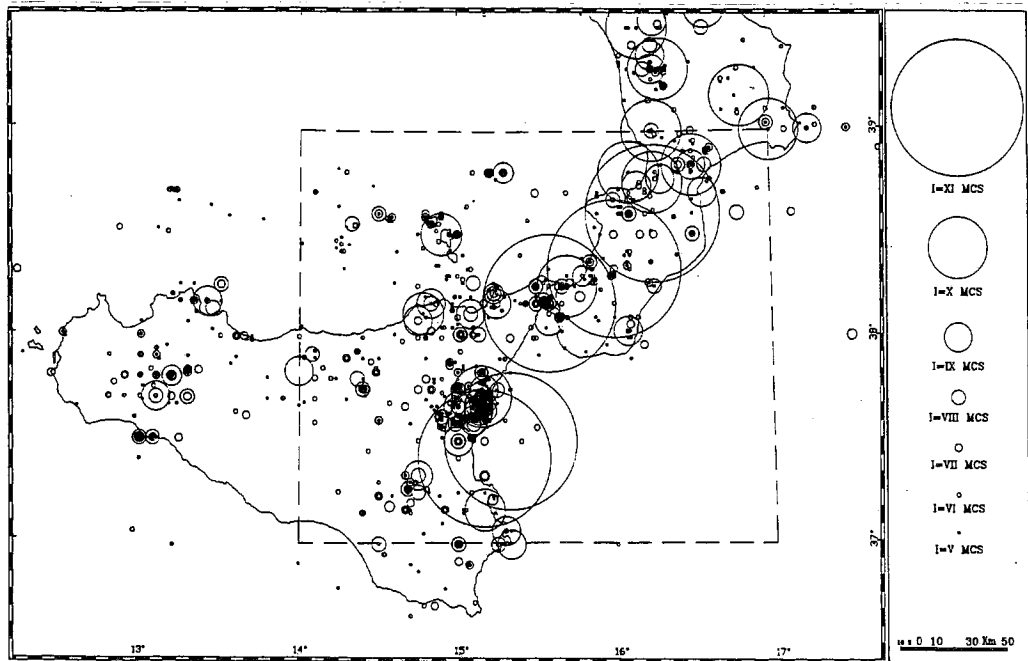 I=XI MCS
I=X MCS
I=IX MCS
I=VIII MCS
I=VII MCS
I=VI MCS
I=V MCS
39°
38°
37°
13°
14°
15°
16°
17°
0 10 30 Km 50